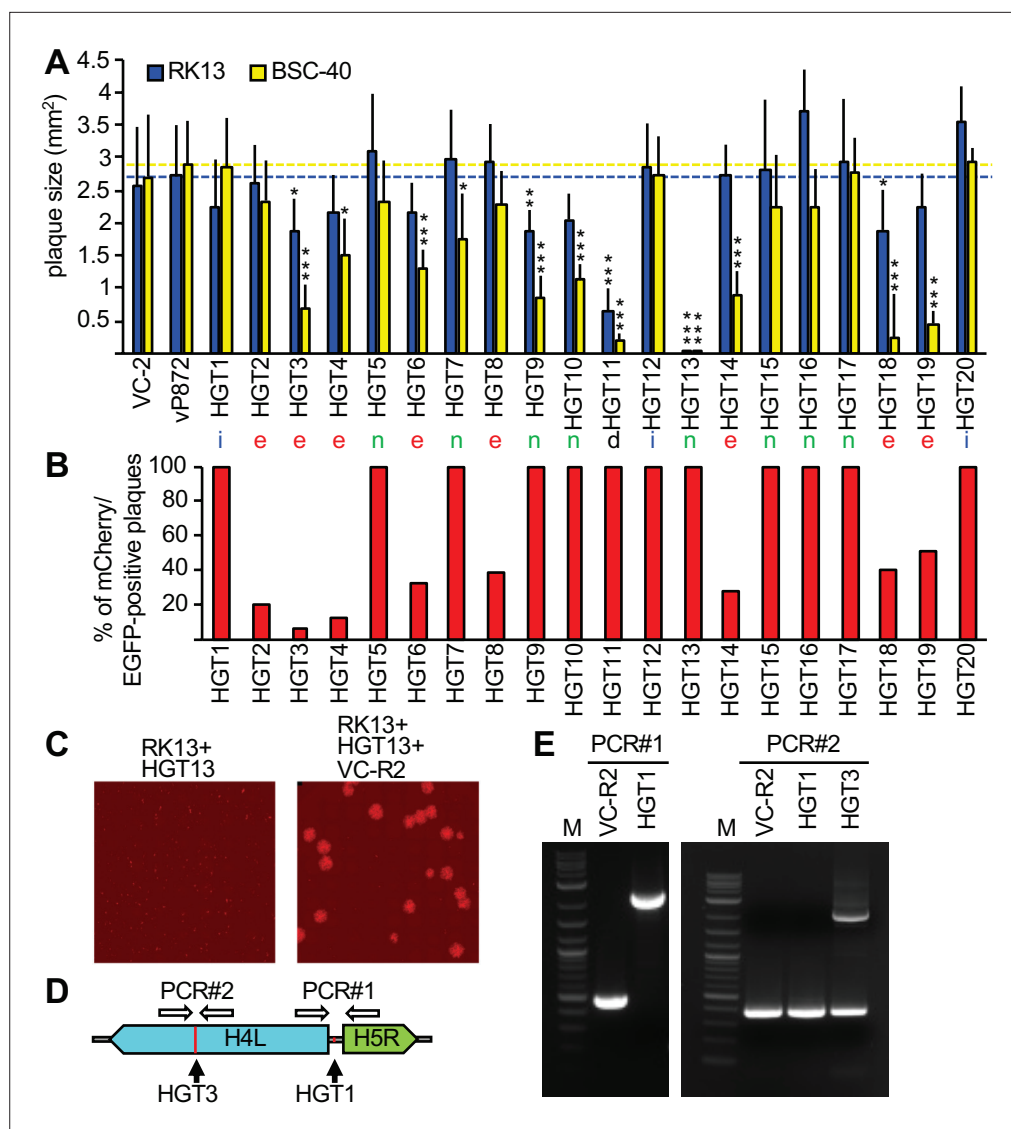 A
RK13 BSC-40
plaque size (mm²)
4.5
4
3.5
3
2.5
2
1.5
1
0.5
* *** * *** * ** *** *** *** *** *** *** *** * *** ***
VC-2 vP872 HGT1 HGT2 HGT3 HGT4 HGT5 HGT6 HGT7 HGT8 HGT9 HGT10 HGT11 HGT12 HGT13 HGT14 HGT15 HGT16 HGT17 HGT18 HGT19 HGT20
i e e e n e n e n n d i n e n n n e e i
B
% of mCherry/
EGFP-positive plaques
100
80
60
40
20
HGT1 HGT2 HGT3 HGT4 HGT5 HGT6 HGT7 HGT8 HGT9 HGT10 HGT11 HGT12 HGT13 HGT14 HGT15 HGT16 HGT17 HGT18 HGT19 HGT20
C
RK13+
HGT13
RK13+
HGT13+
VC-R2
D
PCR#2 PCR#1
H4L H5R
HGT3 HGT1
E
PCR#1 PCR#2
M VC-R2 HGT1 M VC-R2 HGT1 HGT3